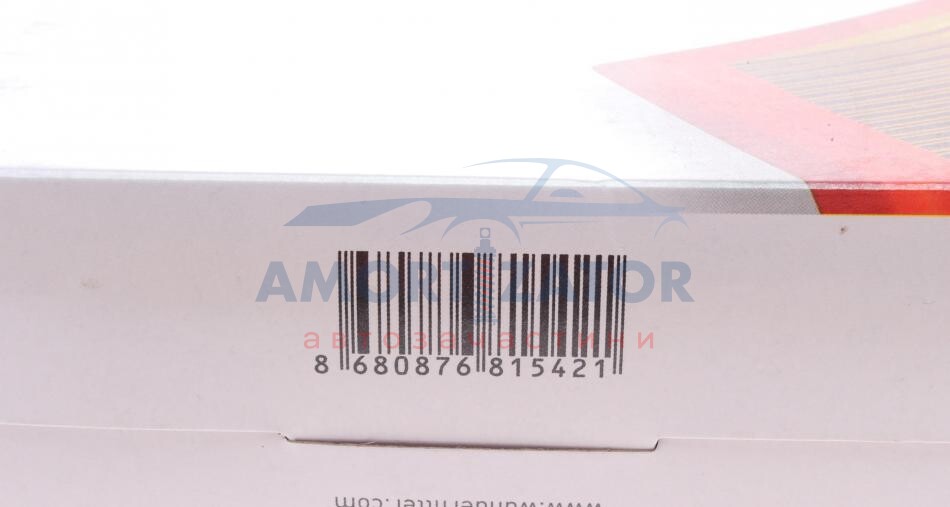 AMORTIZATOR
автозапчастини
8 680876 815421
www.wunderfilter.com